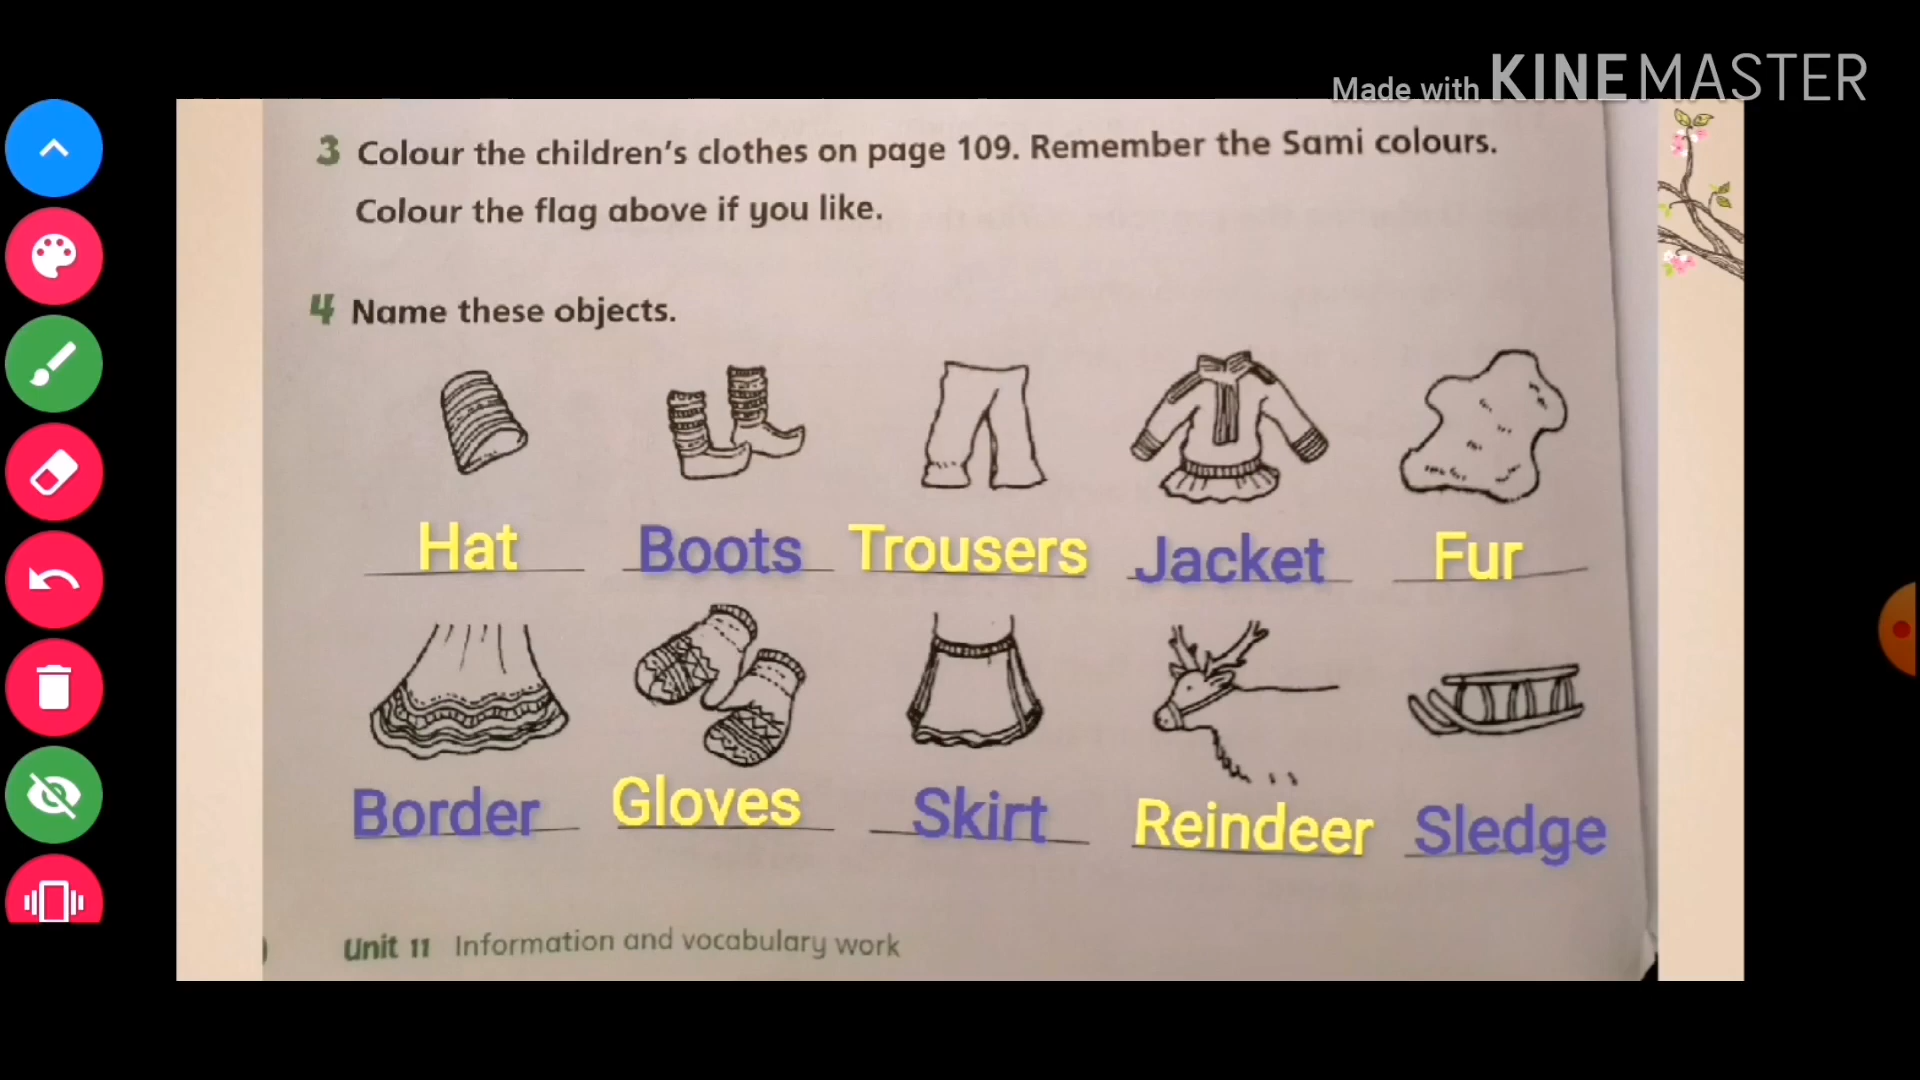 Made with KINEMASTER
3 Colour the children's clothes on page 109. Remember the Sami colours.
Colour the flag above if you like.
4 Name these objects.
Hat Boots Trousers Jacket Fur
Border Gloves Skirt Reindeer Sledge
Unit 11 Information and vocabulary work